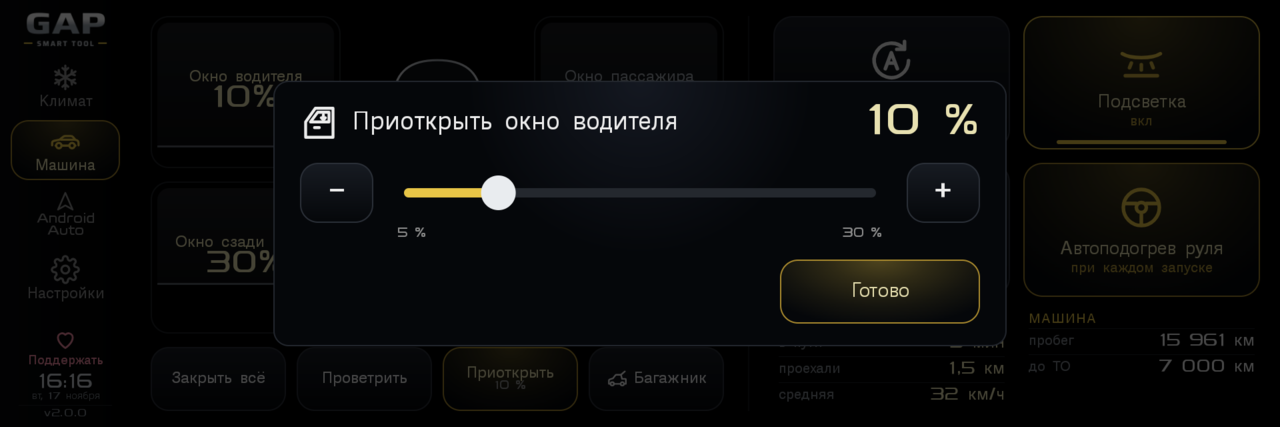 GAP
SMART TOOL
Климат
Машина
Android
Auto
Настройки
Поддержать
16:16
вт, 17 ноября
v2.0.0
Окно водителя
10%
Окно пассажира
Окно сзади
30%
Приоткрыть окно водителя
10 %
−
+
5 %
30 %
Готово
Закрыть всё
Проветрить
Приоткрыть
10 %
Багажник
A
проехали
1,5 км
средняя
32 км/ч
Подсветка
вкл
Автоподогрев руля
при каждом запуске
МАШИНА
пробег
15 961 км
до ТО
7 000 км